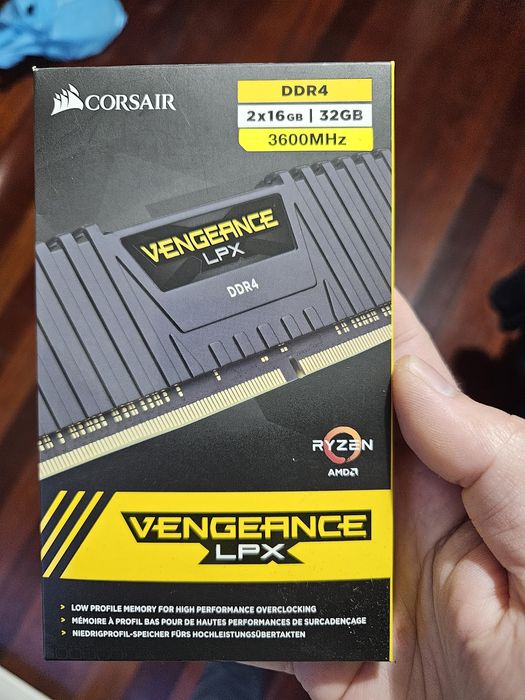 CORSAIR
DDR4
2x16GB | 32GB
3600MHz
VENGEANCE
LPX
DDR4
RYZEN
AMD
VENGEANCE
LPX
> LOW PROFILE MEMORY FOR HIGH PERFORMANCE OVERCLOCKING
> MÉMOIRE À PROFIL BAS POUR DE HAUTES PERFORMANCES DE SURCADENÇAGE
> NIEDRIGPROFIL-SPEICHER FÜRS HOCHLEISTUNGSÜBERTAKTEN